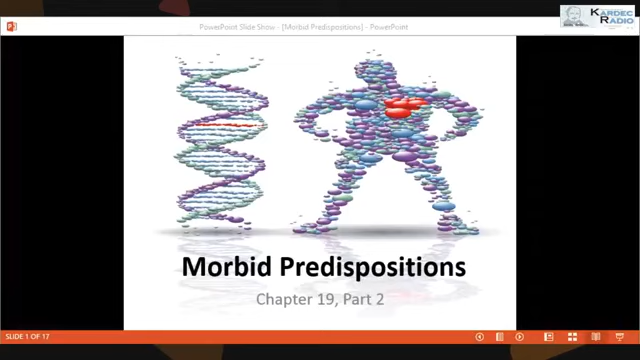 PowerPoint Slide Show - [Morbid Predispositions] - PowerPoint
KARDEC
RADIO
Morbid Predispositions
Chapter 19, Part 2
SLIDE 1 OF 17